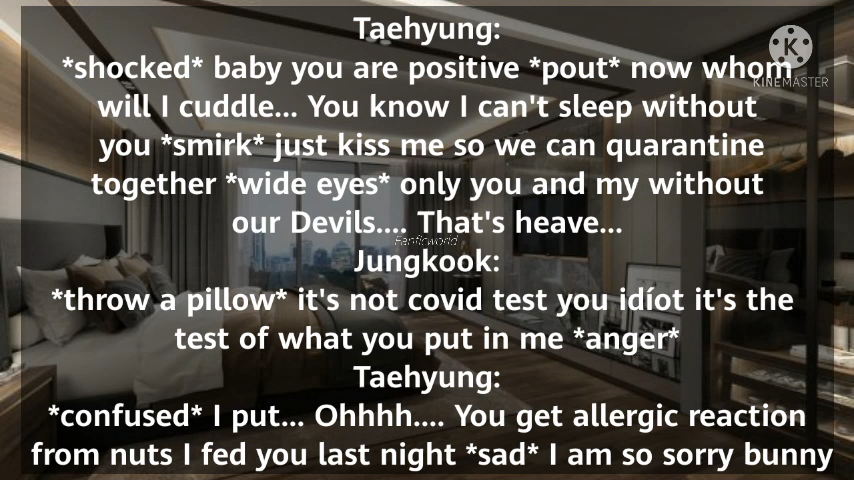 Taehyung:
*shocked* baby you are positive *pout* now whom
will I cuddle... You know I can't sleep without
you *smirk* just kiss me so we can quarantine
together *wide eyes* only you and my without
our Devils.... That's heave...
Jungkook:
*throw a pillow* it's not covid test you idíot it's the
test of what you put in me *anger*
Taehyung:
*confused* I put... Ohhhh.... You get allergic reaction
from nuts I fed you last night *sad* I am so sorry bunny
K
KINEMASTER
Fanficworld